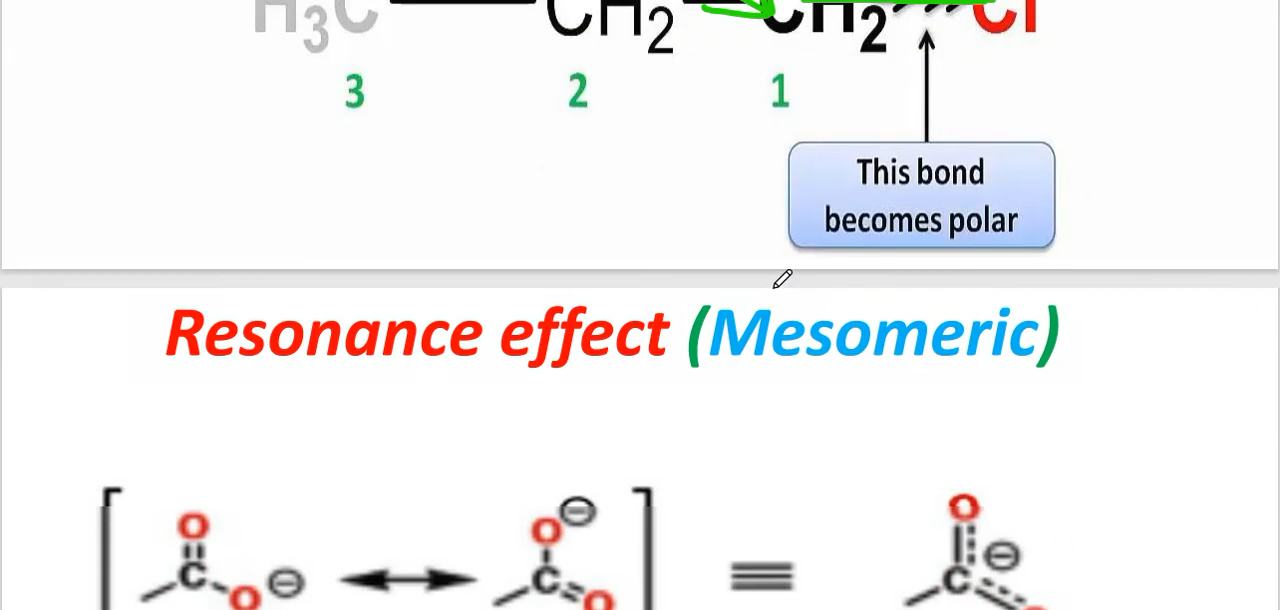 H3C CH2 CH2 Cl
3 2 1
This bond
becomes polar
Resonance effect (Mesomeric)
O O ⊖ O
C O ⊖ C O C ⊖ O